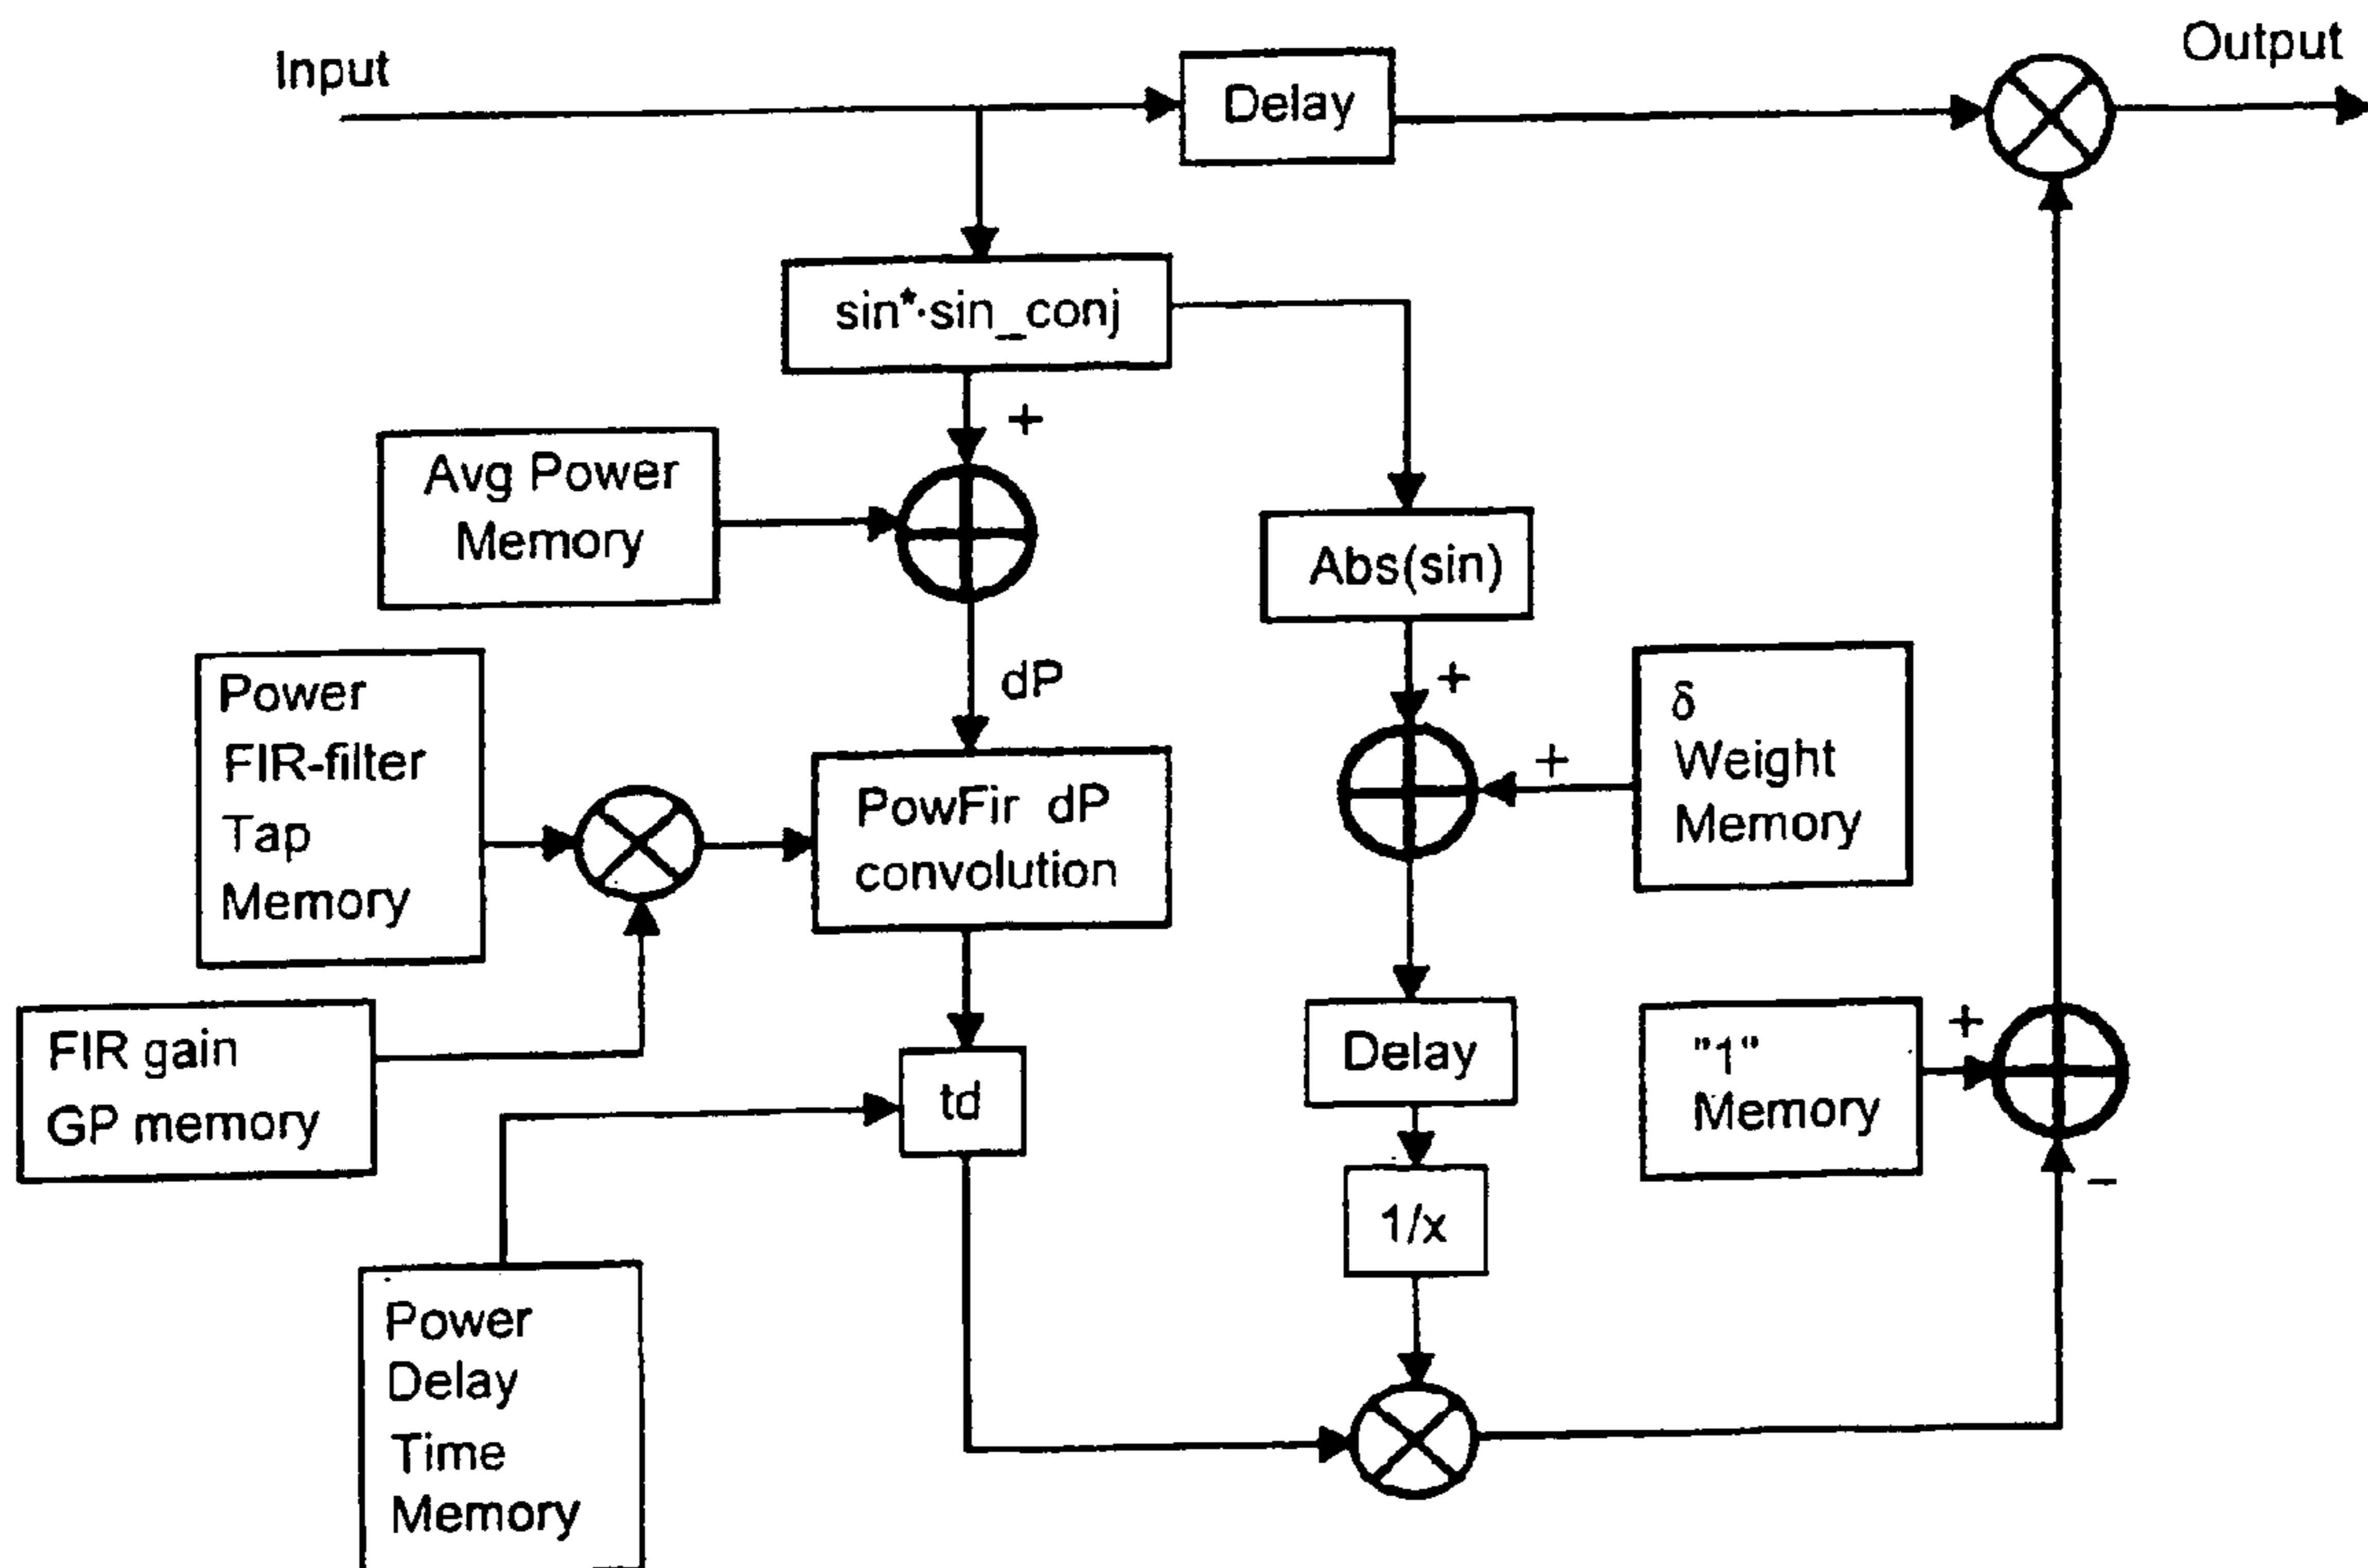 Input
Output
Delay
sin*·sin_conj
+
Avg Power
Memory
Abs(sin)
dP
+
Power
FIR-filter
Tap
Memory
PowFir dP
convolution
+
δ
Weight
Memory
FIR gain
GP memory
td
Delay
"1"
Memory
+
−
1/x
Power
Delay
Time
Memory